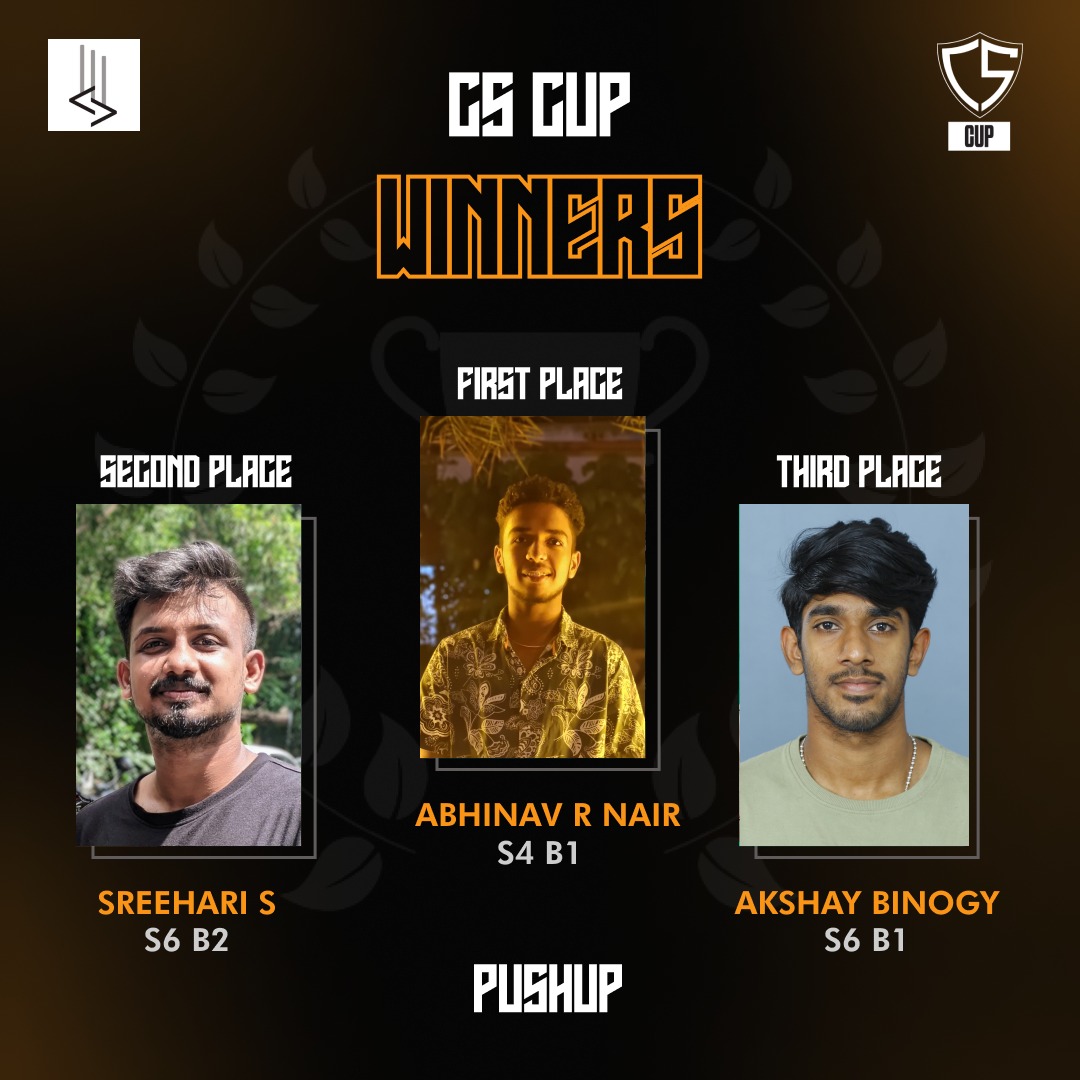 CS
CUP
CS CUP
WINNERS
FIRST PLACE
SECOND PLACE
THIRD PLACE
ABHINAV R NAIR
S4 B1
SREEHARI S
S6 B2
AKSHAY BINOGY
S6 B1
PUSHUP